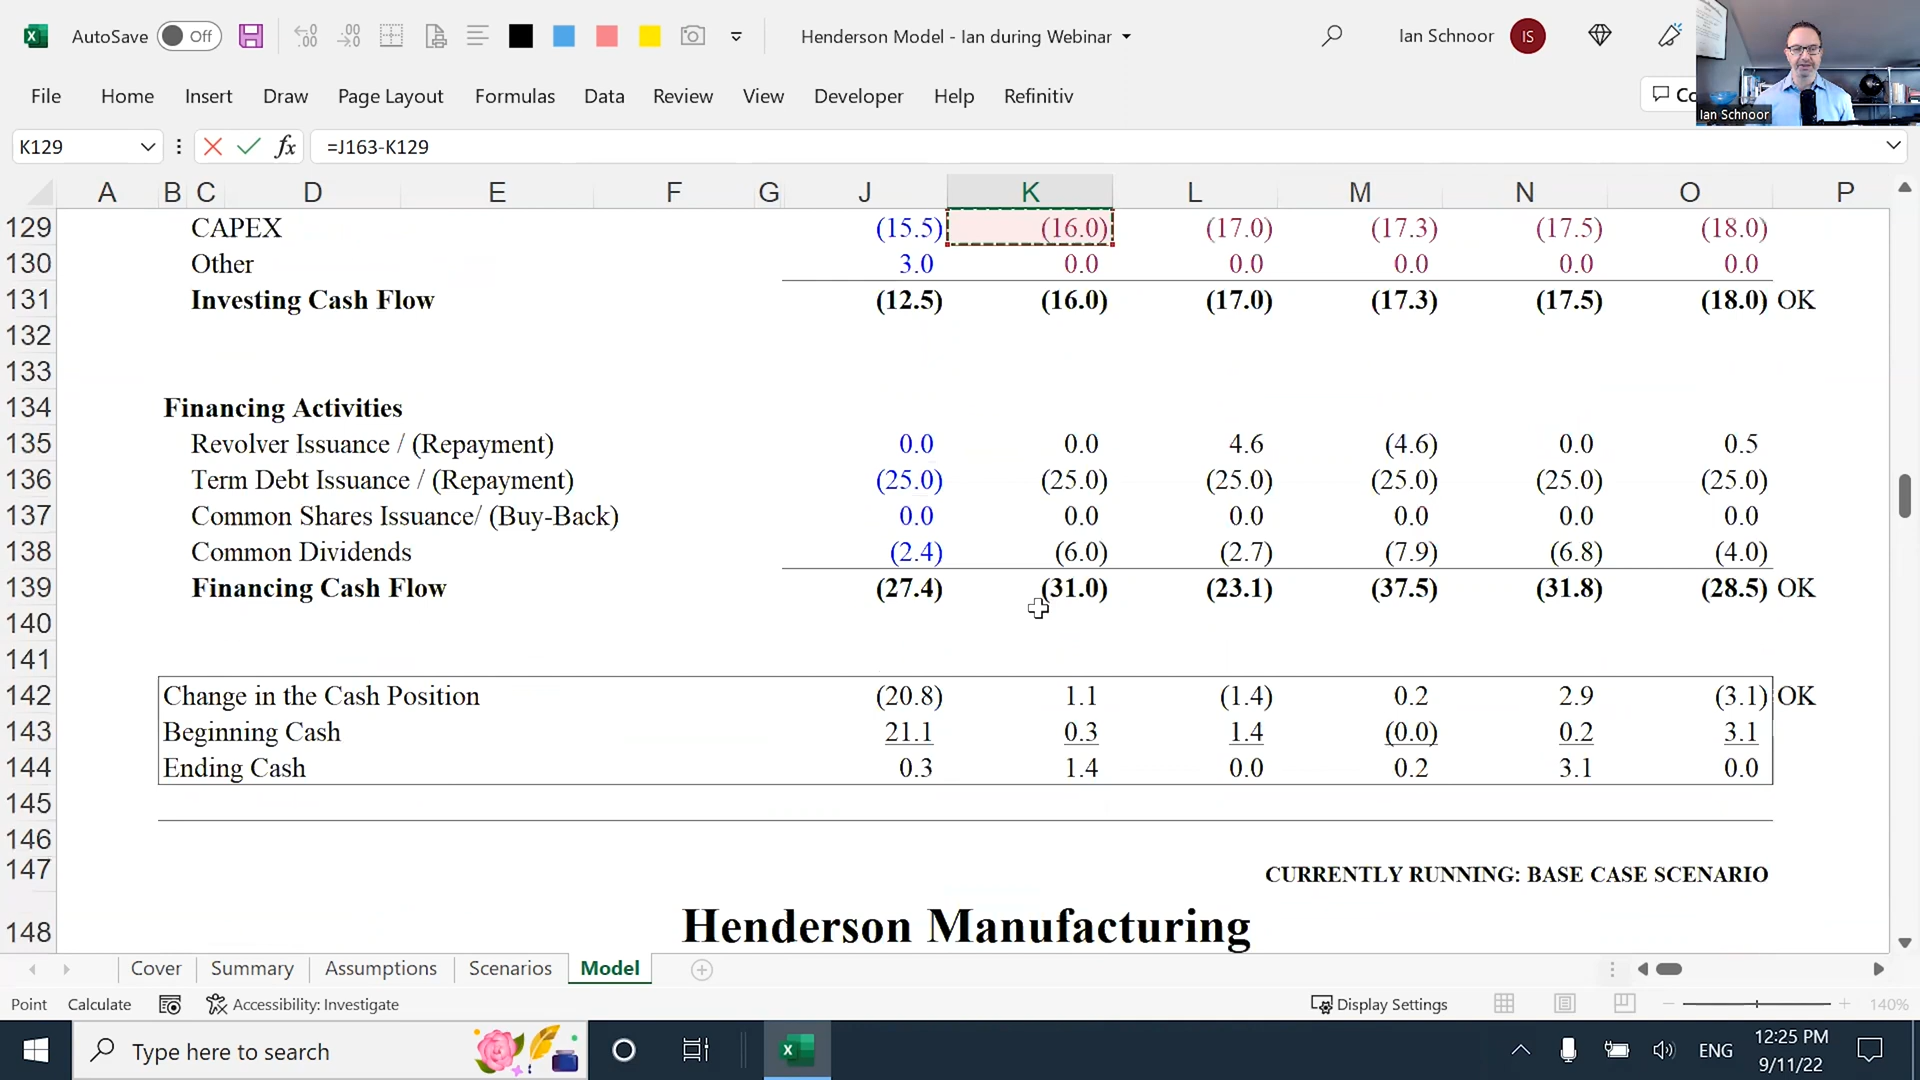 AutoSave Off Henderson Model - Ian during Webinar Ian Schnoor IS
File Home Insert Draw Page Layout Formulas Data Review View Developer Help Refinitiv Co
Ian Schnoor
K129 fx =J163-K129
A B C D E F G J K L M N O P
129 CAPEX (15.5) (16.0) (17.0) (17.3) (17.5) (18.0)
130 Other 3.0 0.0 0.0 0.0 0.0 0.0
131 Investing Cash Flow (12.5) (16.0) (17.0) (17.3) (17.5) (18.0) OK
132
133
134 Financing Activities
135 Revolver Issuance / (Repayment) 0.0 0.0 4.6 (4.6) 0.0 0.5
136 Term Debt Issuance / (Repayment) (25.0) (25.0) (25.0) (25.0) (25.0) (25.0)
137 Common Shares Issuance/ (Buy-Back) 0.0 0.0 0.0 0.0 0.0 0.0
138 Common Dividends (2.4) (6.0) (2.7) (7.9) (6.8) (4.0)
139 Financing Cash Flow (27.4) (31.0) (23.1) (37.5) (31.8) (28.5) OK
140
141
142 Change in the Cash Position (20.8) 1.1 (1.4) 0.2 2.9 (3.1) OK
143 Beginning Cash 21.1 0.3 1.4 (0.0) 0.2 3.1
144 Ending Cash 0.3 1.4 0.0 0.2 3.1 0.0
145
146
147 CURRENTLY RUNNING: BASE CASE SCENARIO
148 Henderson Manufacturing
Cover Summary Assumptions Scenarios Model
Point Calculate Accessibility: Investigate Display Settings 140%
Type here to search ENG 12:25 PM
9/11/22